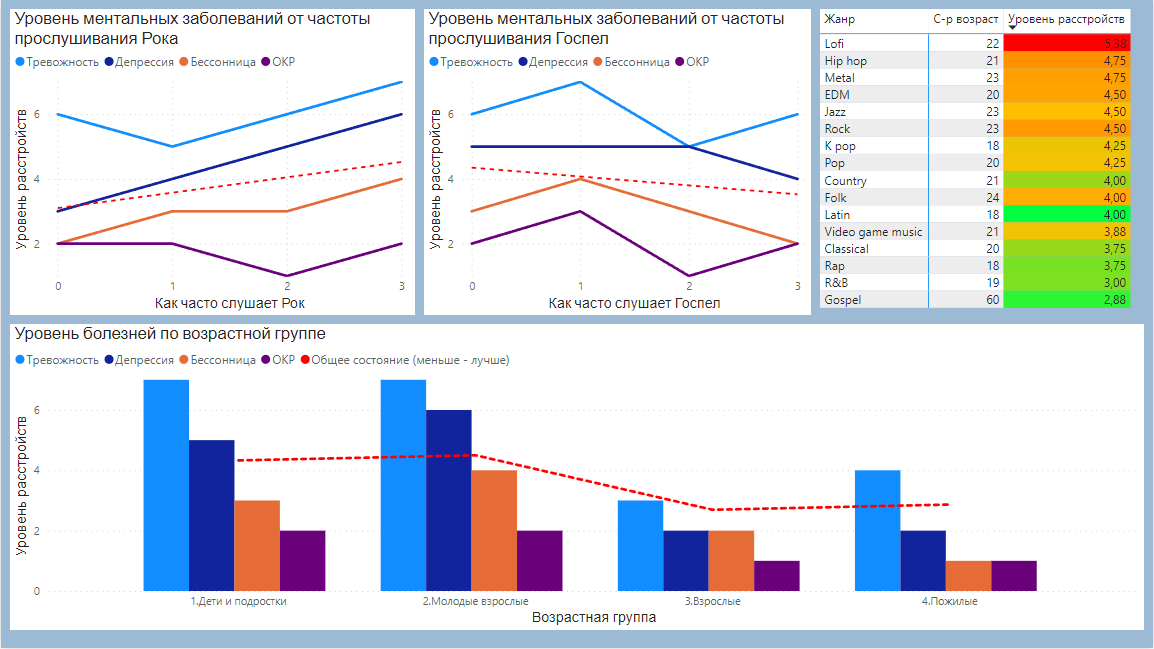 Уровень ментальных заболеваний от частоты
прослушивания Рока
Тревожность Депрессия Бессонница ОКР
Уровень расстройств
6
4
2
0 1 2 3
Как часто слушает Рок
Уровень ментальных заболеваний от частоты
прослушивания Госпел
Тревожность Депрессия Бессонница ОКР
Уровень расстройств
6
4
2
0 1 2 3
Как часто слушает Госпел
Жанр С-р возраст Уровень расстройств
Lofi 22 5,38
Hip hop 21 4,75
Metal 23 4,75
EDM 20 4,50
Jazz 23 4,50
Rock 23 4,50
K pop 18 4,25
Pop 20 4,25
Country 21 4,00
Folk 24 4,00
Latin 18 4,00
Video game music 21 3,88
Classical 20 3,75
Rap 18 3,75
R&B 19 3,00
Gospel 60 2,88
Уровень болезней по возрастной группе
Тревожность Депрессия Бессонница ОКР Общее состояние (меньше - лучше)
Уровень расстройств
6
4
2
0
1.Дети и подростки 2.Молодые взрослые 3.Взрослые 4.Пожилые
Возрастная группа